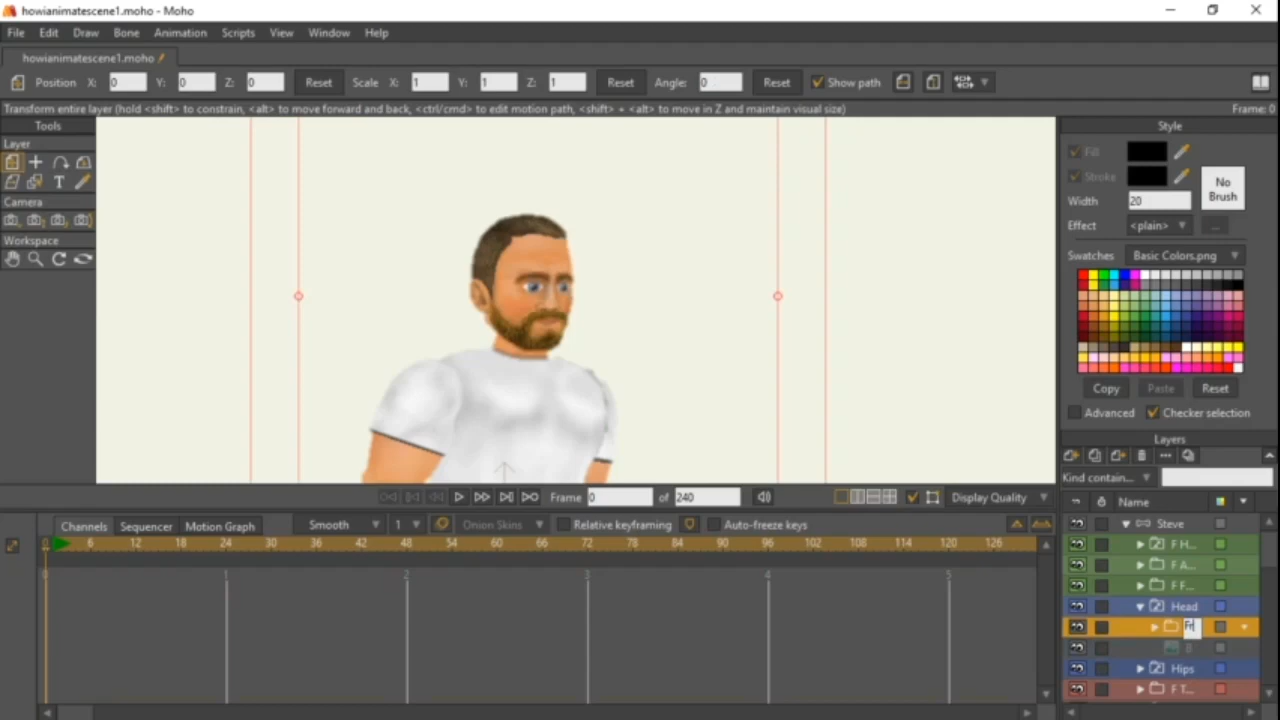 howianimatescene1.moho - Moho
File Edit Draw Bone Animation Scripts View Window Help
howianimatescene1.moho
Position X: 0 Y: 0 Z: 0 Reset Scale X: 1 Y: 1 Z: 1 Reset Angle: 0 Reset Show path
Transform entire layer (hold <shift> to constrain, <alt> to move forward and back, <ctrl/cmd> to edit motion path, <shift> + <alt> to move in Z and maintain visual size) Frame: 0
Tools
Layer
T
Camera
Workspace
Style
Fill
Stroke
No Brush
Width 20
Effect <plain> ...
Swatches Basic Colors.png
Copy Paste Reset
Advanced Checker selection
Layers
Kind contain...
Name
Steve
F H...
F A...
F F...
Head
Fr
B
Hips
F T...
Frame 0 of 240 Display Quality
Channels Sequencer Motion Graph Smooth 1 Onion Skins Relative keyframing Auto-freeze keys
0 6 12 18 24 30 36 42 48 54 60 66 72 78 84 90 96 102 108 114 120 126
0 1 2 3 4 5